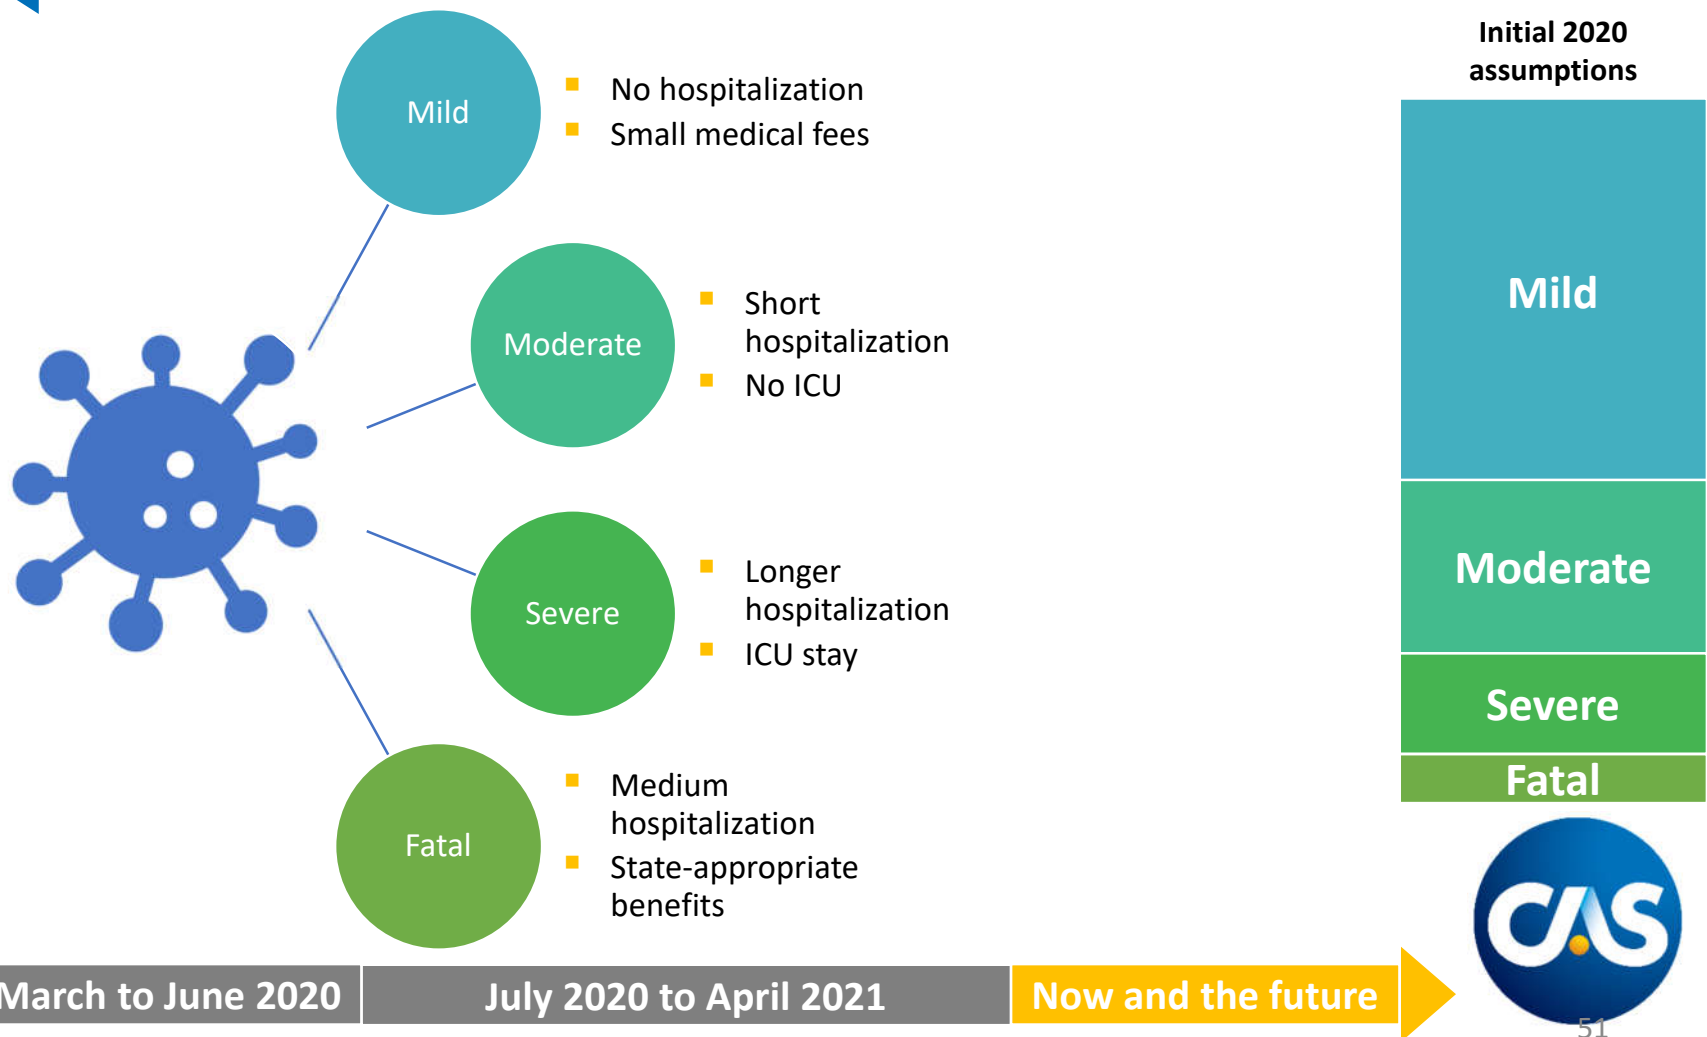 Initial 2020
assumptions
Mild
No hospitalization
Small medical fees
Moderate
Short
hospitalization
No ICU
Severe
Longer
hospitalization
ICU stay
Fatal
Medium
hospitalization
State-appropriate
benefits
Mild
Moderate
Severe
Fatal
CAS
March to June 2020
July 2020 to April 2021
Now and the future
51